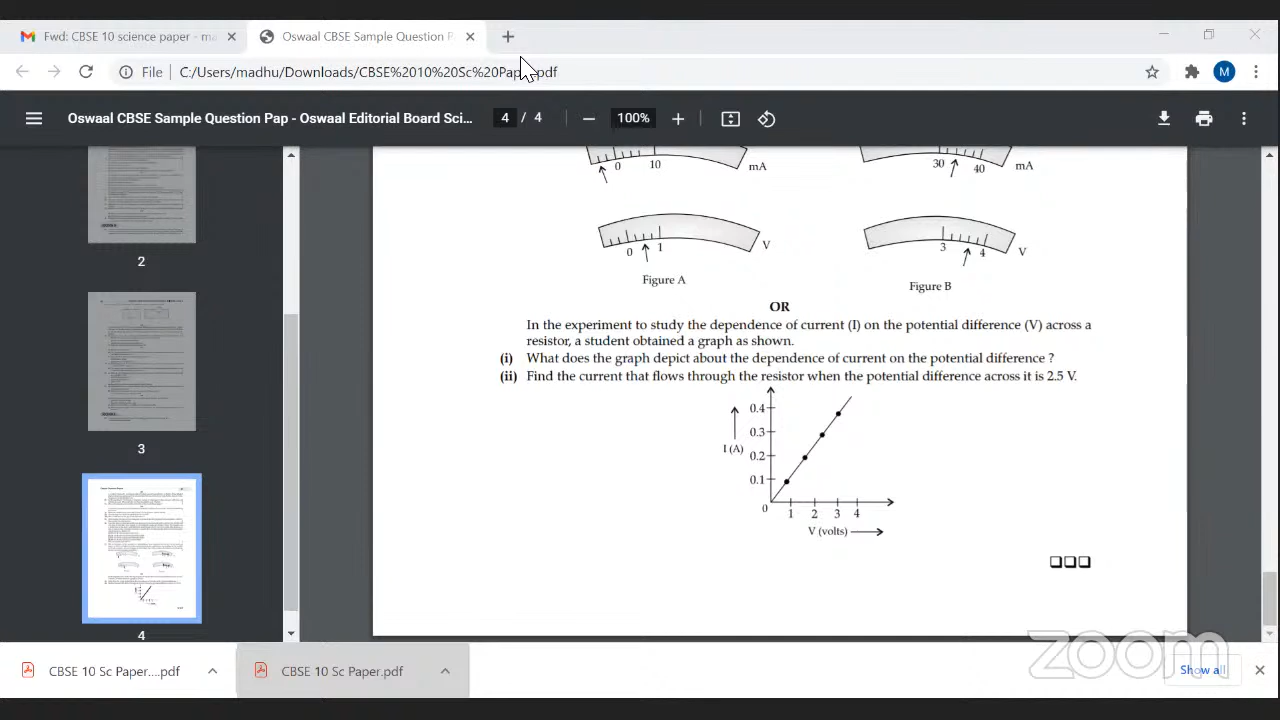 Fwd: CBSE 10 science paper - ma
Oswaal CBSE Sample Question P
File C:/Users/madhu/Downloads/CBSE%2010%20Sc%20Pap .pdf
M
Oswaal CBSE Sample Question Pap - Oswaal Editorial Board Sci...
4 / 4
100%
2
3
4
0 10 mA
30 40 mA
0 1 V
3 4 V
Figure A
Figure B
OR
In the experiment to study the dependence of current (I) on the potential difference (V) across a
resistor, a student obtained a graph as shown.
(i) What does the graph depict about the dependence of current on the potential difference ?
(ii) Find the current that flows through the resistor when the potential difference across it is 2.5 V.
0.4
0.3
I (A)
0.2
0.1
0
1 2 3 4
V (volts)
zoom
CBSE 10 Sc Paper....pdf
CBSE 10 Sc Paper.pdf
Show all